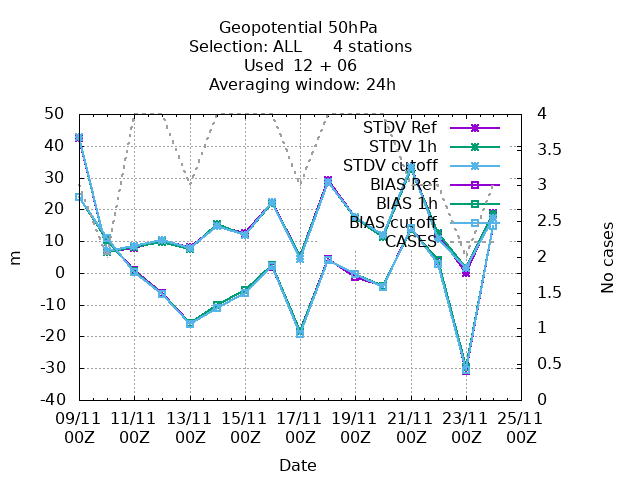 Geopotential 50hPa
Selection: ALL 4 stations
Used 12 + 06
Averaging window: 24h
50
40
30
20
10
0
-10
-20
-30
-40
m
4
3.5
3
2.5
2
1.5
1
0.5
0
No cases
STDV Ref
STDV 1h
STDV cutoff
BIAS Ref
BIAS 1h
BIAS cutoff
CASES
09/11 11/11 13/11 15/11 17/11 19/11 21/11 23/11 25/11
00Z 00Z 00Z 00Z 00Z 00Z 00Z 00Z 00Z
Date